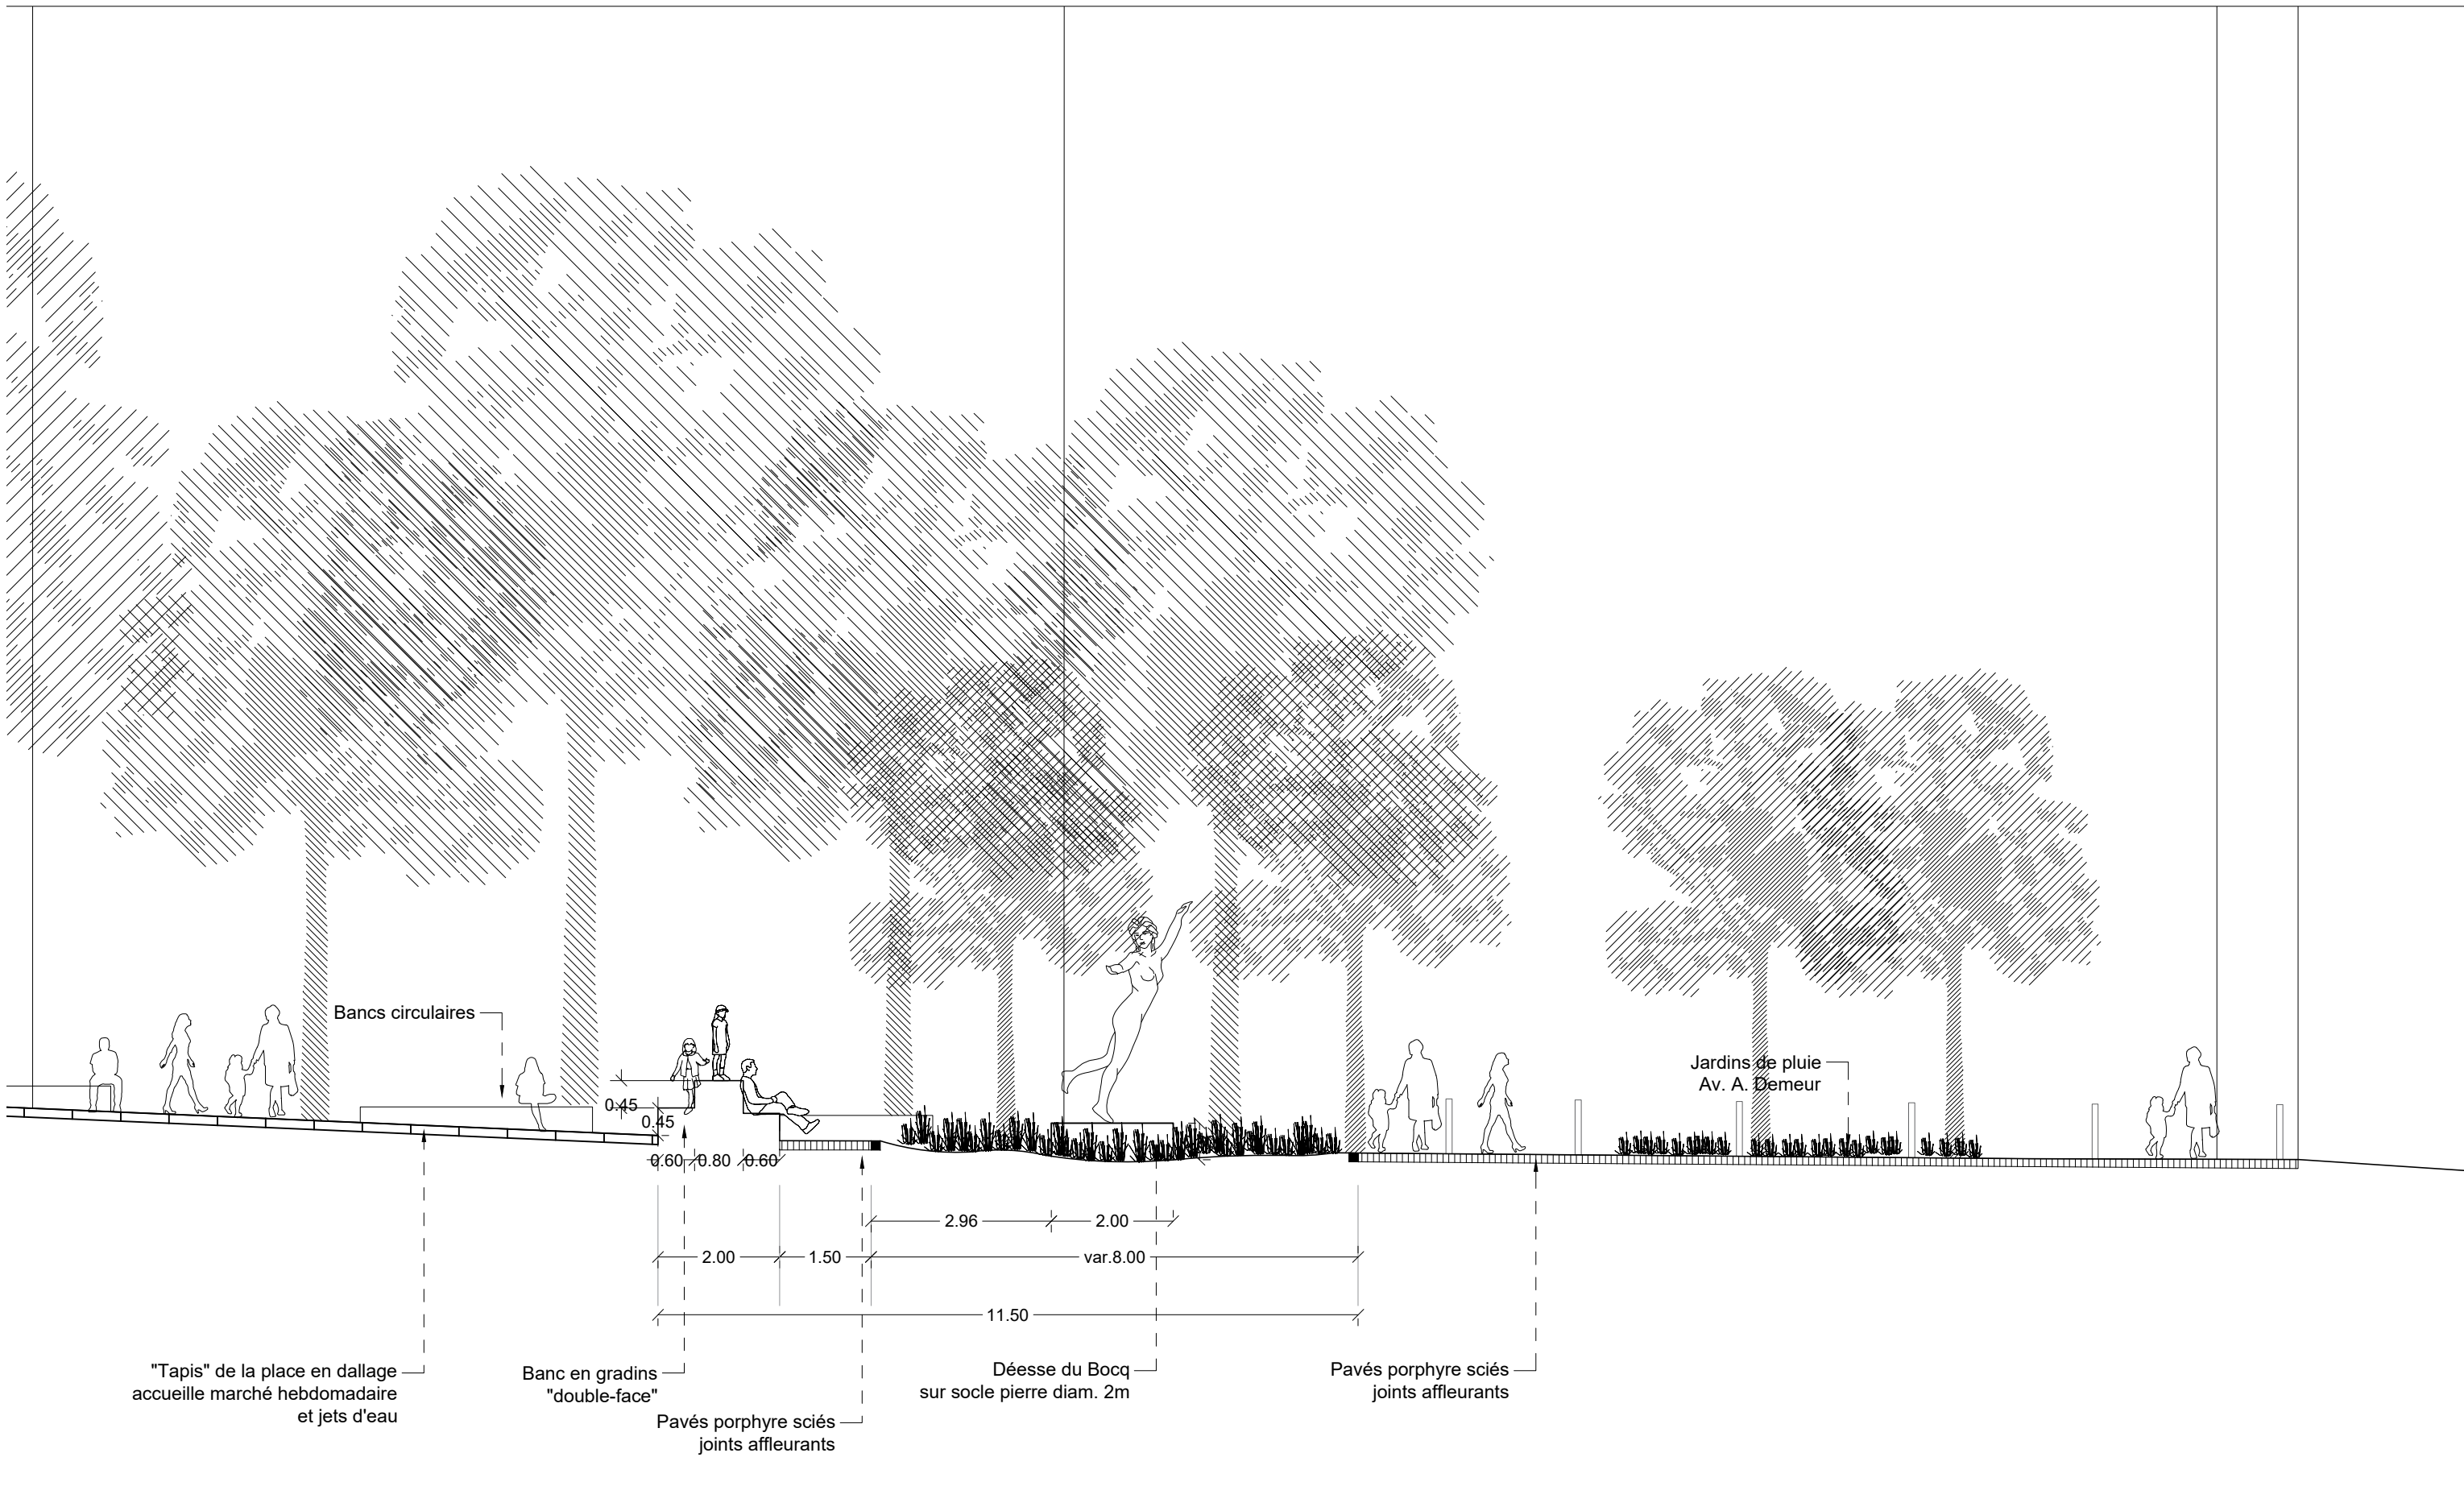 Bancs circulaires
Jardins de pluie
Av. A. Demeur
0.45
0.45
0.60
0.80
0.60
2.96
2.00
2.00
1.50
var.8.00
11.50
"Tapis" de la place en dallage
accueille marché hebdomadaire
et jets d'eau
Banc en gradins
"double-face"
Pavés porphyre sciés
joints affleurants
Déesse du Bocq
sur socle pierre diam. 2m
Pavés porphyre sciés
joints affleurants